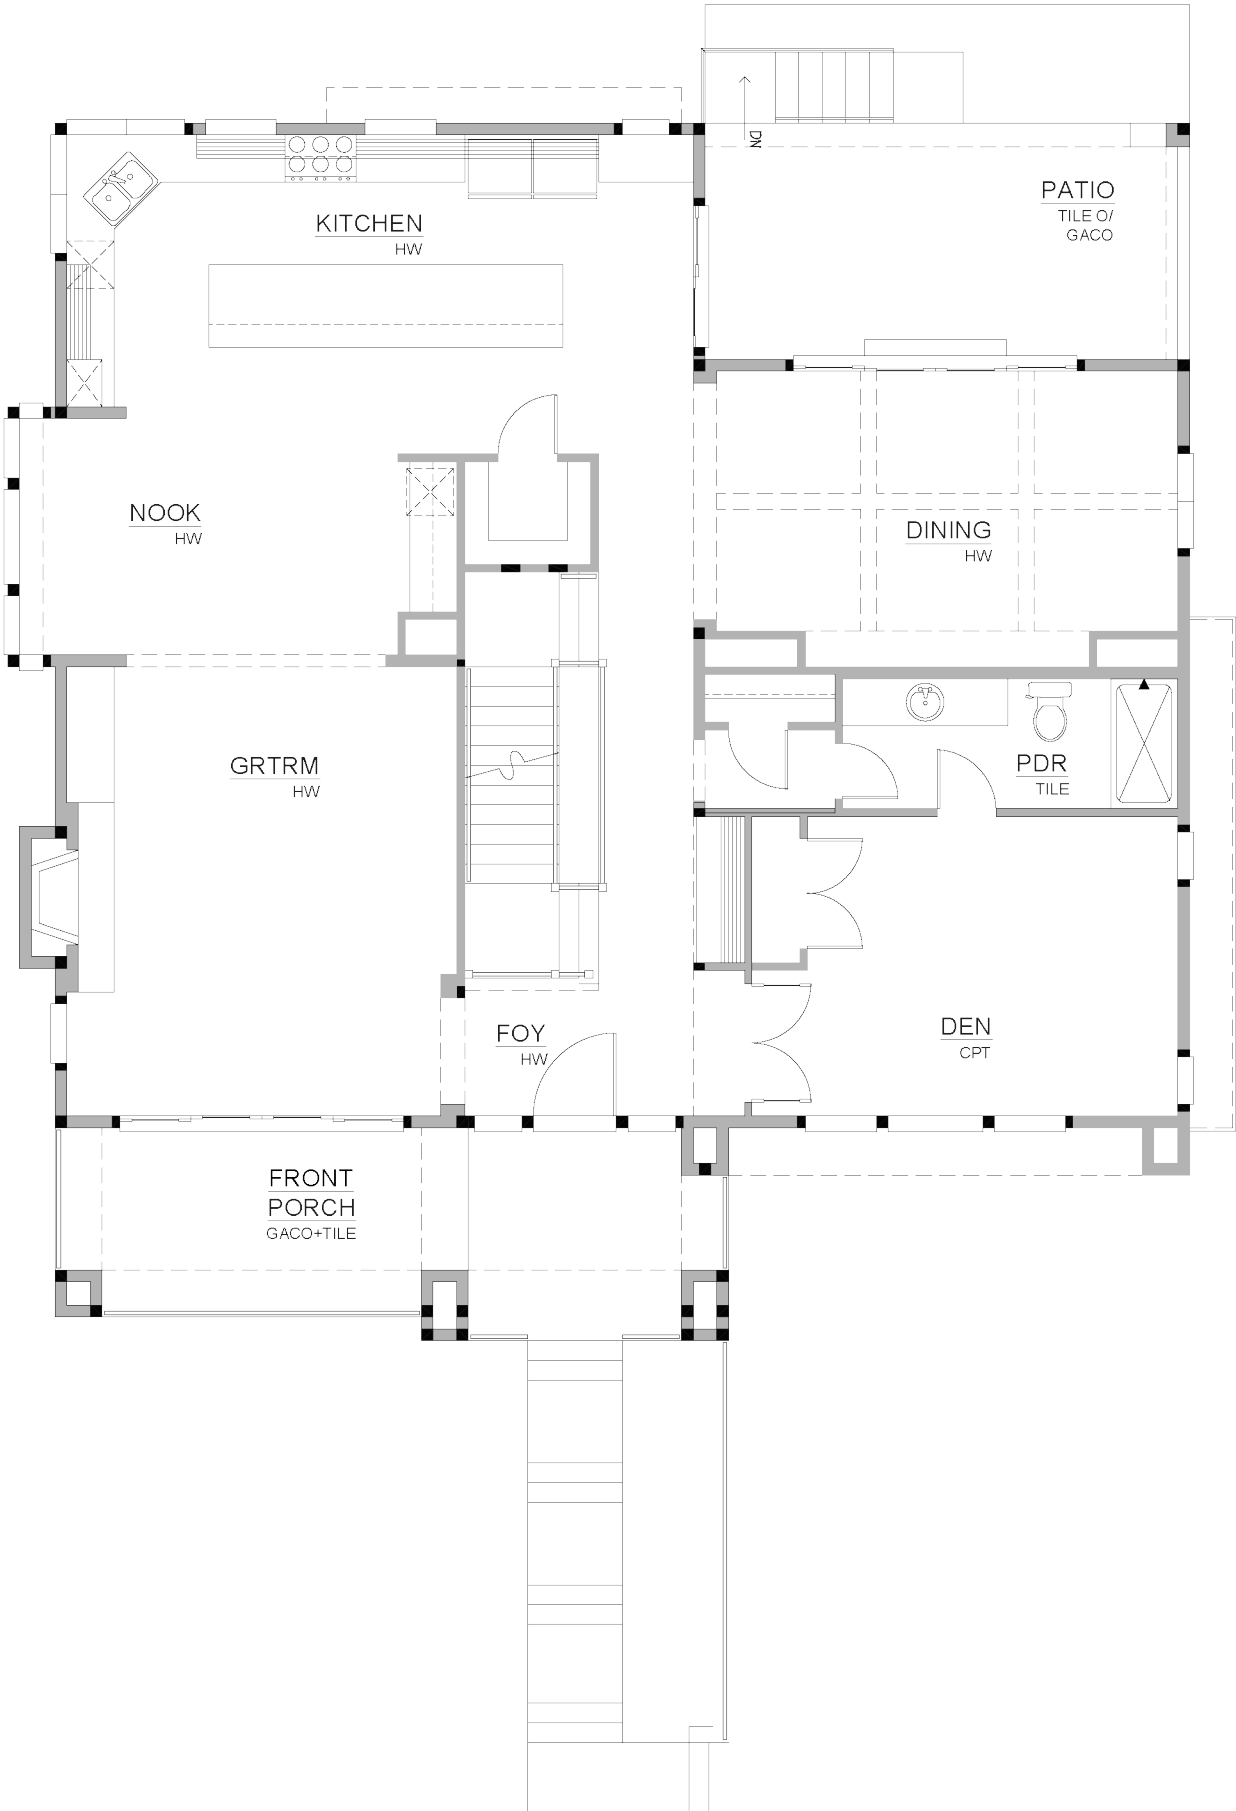 DN
PATIO
TILE O/
GACO
KITCHEN
HW
NOOK
HW
DINING
HW
GRTRM
HW
PDR
TILE
FOY
HW
DEN
CPT
FRONT
PORCH
GACO+TILE